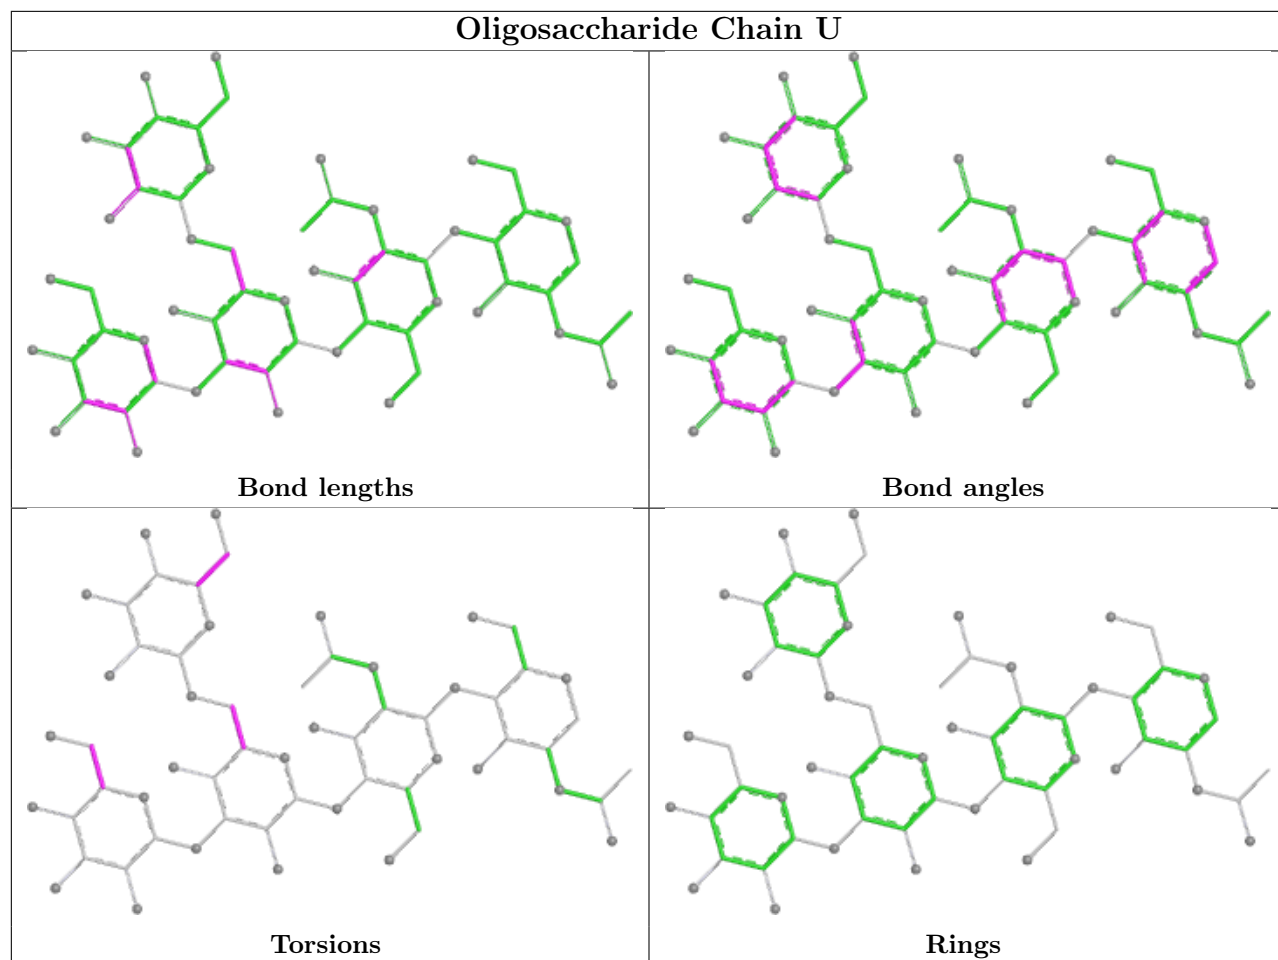 Oligosaccharide Chain U
Bond lengths
Bond angles
Torsions
Rings